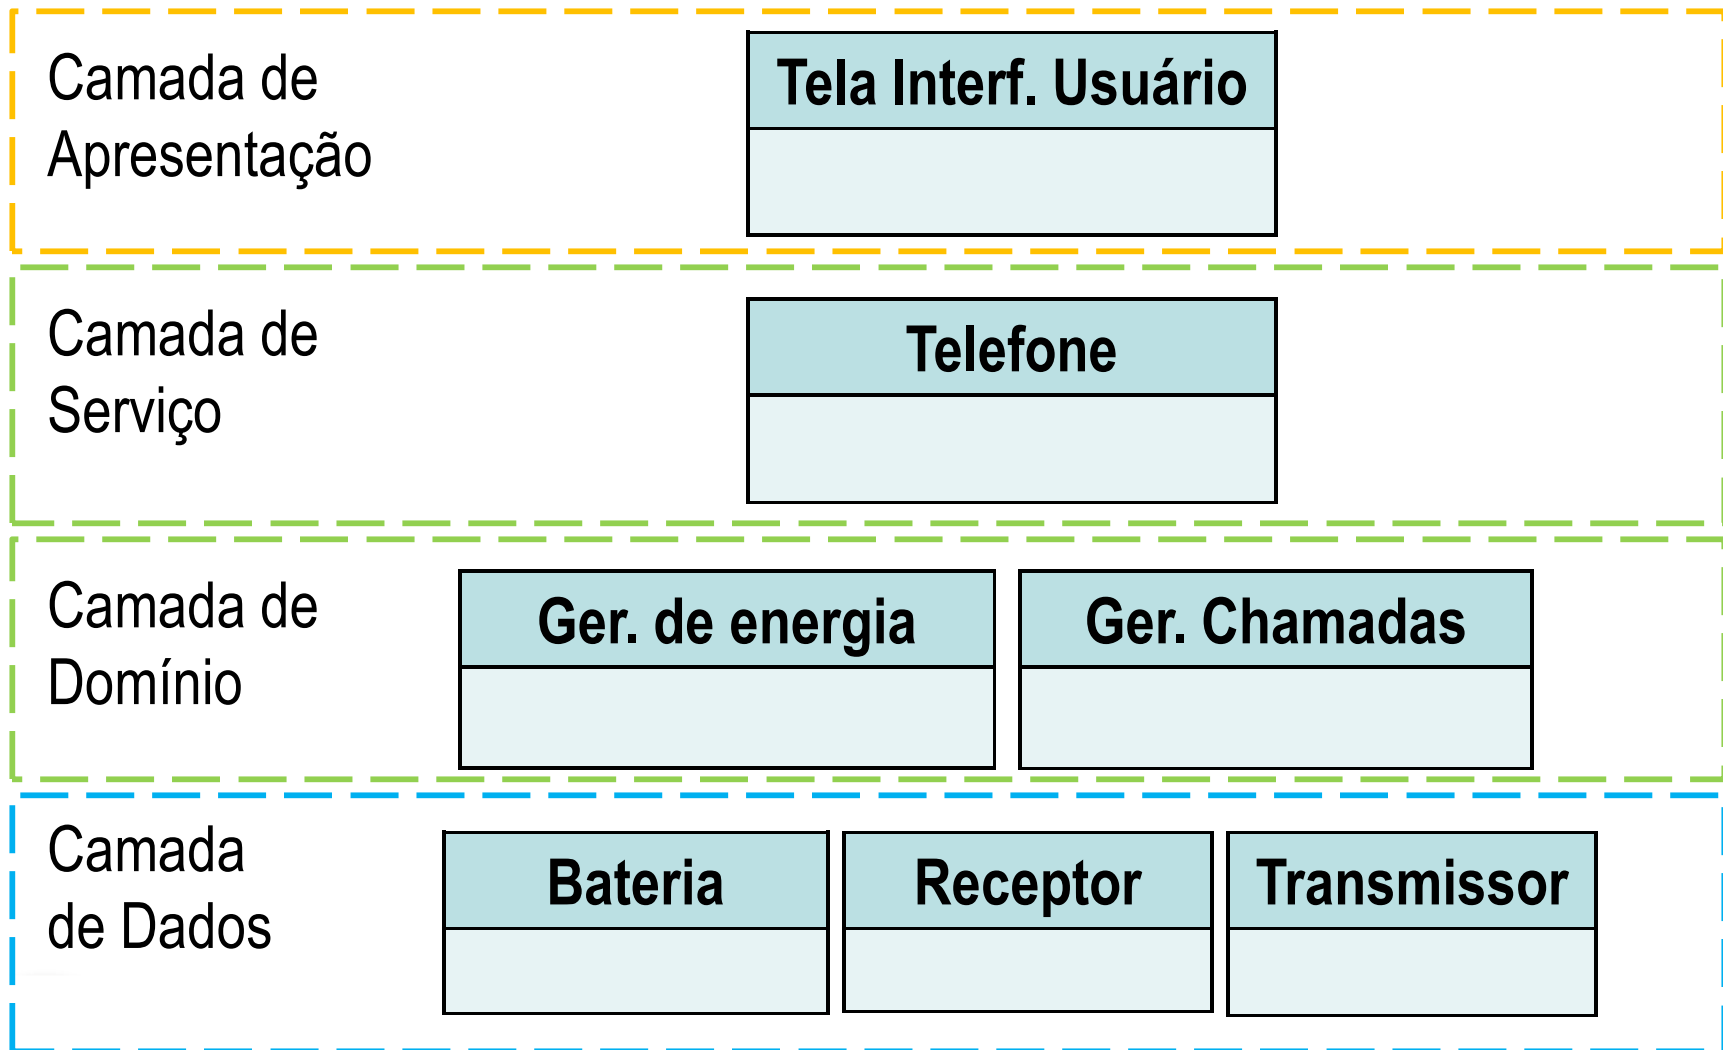 Camada de
Apresentação
Tela Interf. Usuário
Camada de
Serviço
Telefone
Camada de
Domínio
Ger. de energia
Ger. Chamadas
Camada
de Dados
Bateria
Receptor
Transmissor